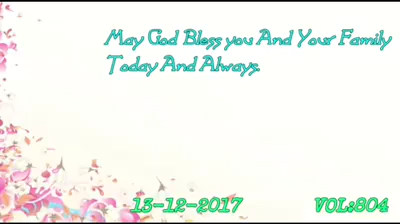 May God Bless you And Your Family
Today And Always.
13-12-2017 VOL:804